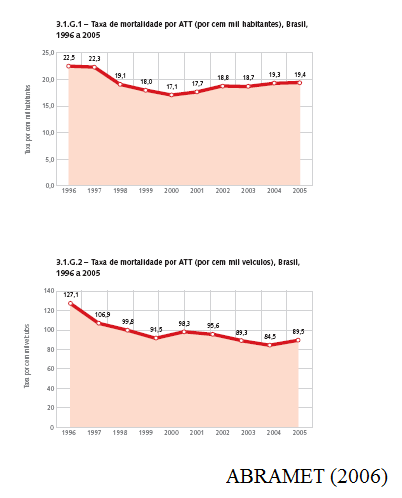 3.1.G.1 – Taxa de mortalidade por ATT (por cem mil habitantes), Brasil,
1996 a 2005
Taxa por cem mil habitantes
25,0
20,0
15,0
10,0
5,0
0,0
22,5 22,3 19,1 18,0 17,1 17,7 18,8 18,7 19,3 19,4
1996 1997 1998 1999 2000 2001 2002 2003 2004 2005
3.1.G.2 – Taxa de mortalidade por ATT (por cem mil veículos), Brasil,
1996 a 2005
Taxa por cem mil veículos
140
120
100
80
60
40
20
0
127,1 106,9 99,8 91,5 98,3 95,6 89,3 84,5 89,5
1996 1997 1998 1999 2000 2002 2003 2004 2005
ABRAMET (2006)